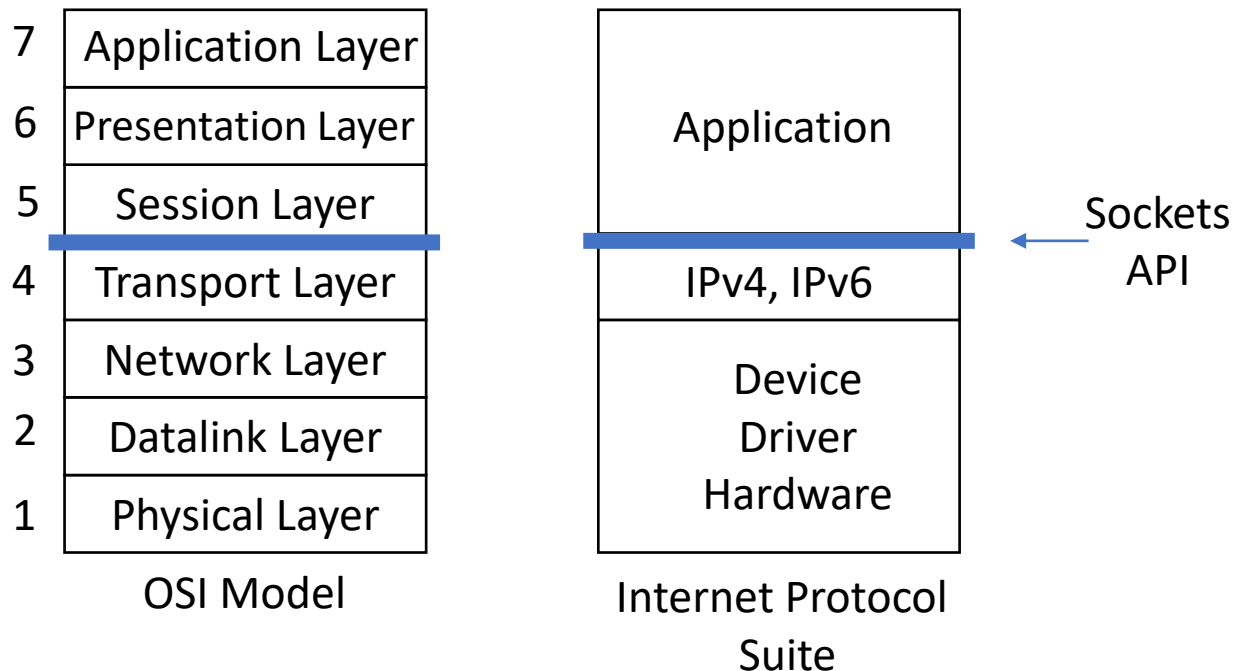 7
Application Layer
6
Presentation Layer
5
Session Layer
4
Transport Layer
3
Network Layer
2
Datalink Layer
1
Physical Layer
OSI Model
Application
IPv4, IPv6
Device
Driver
Hardware
Internet Protocol
Suite
Sockets
API